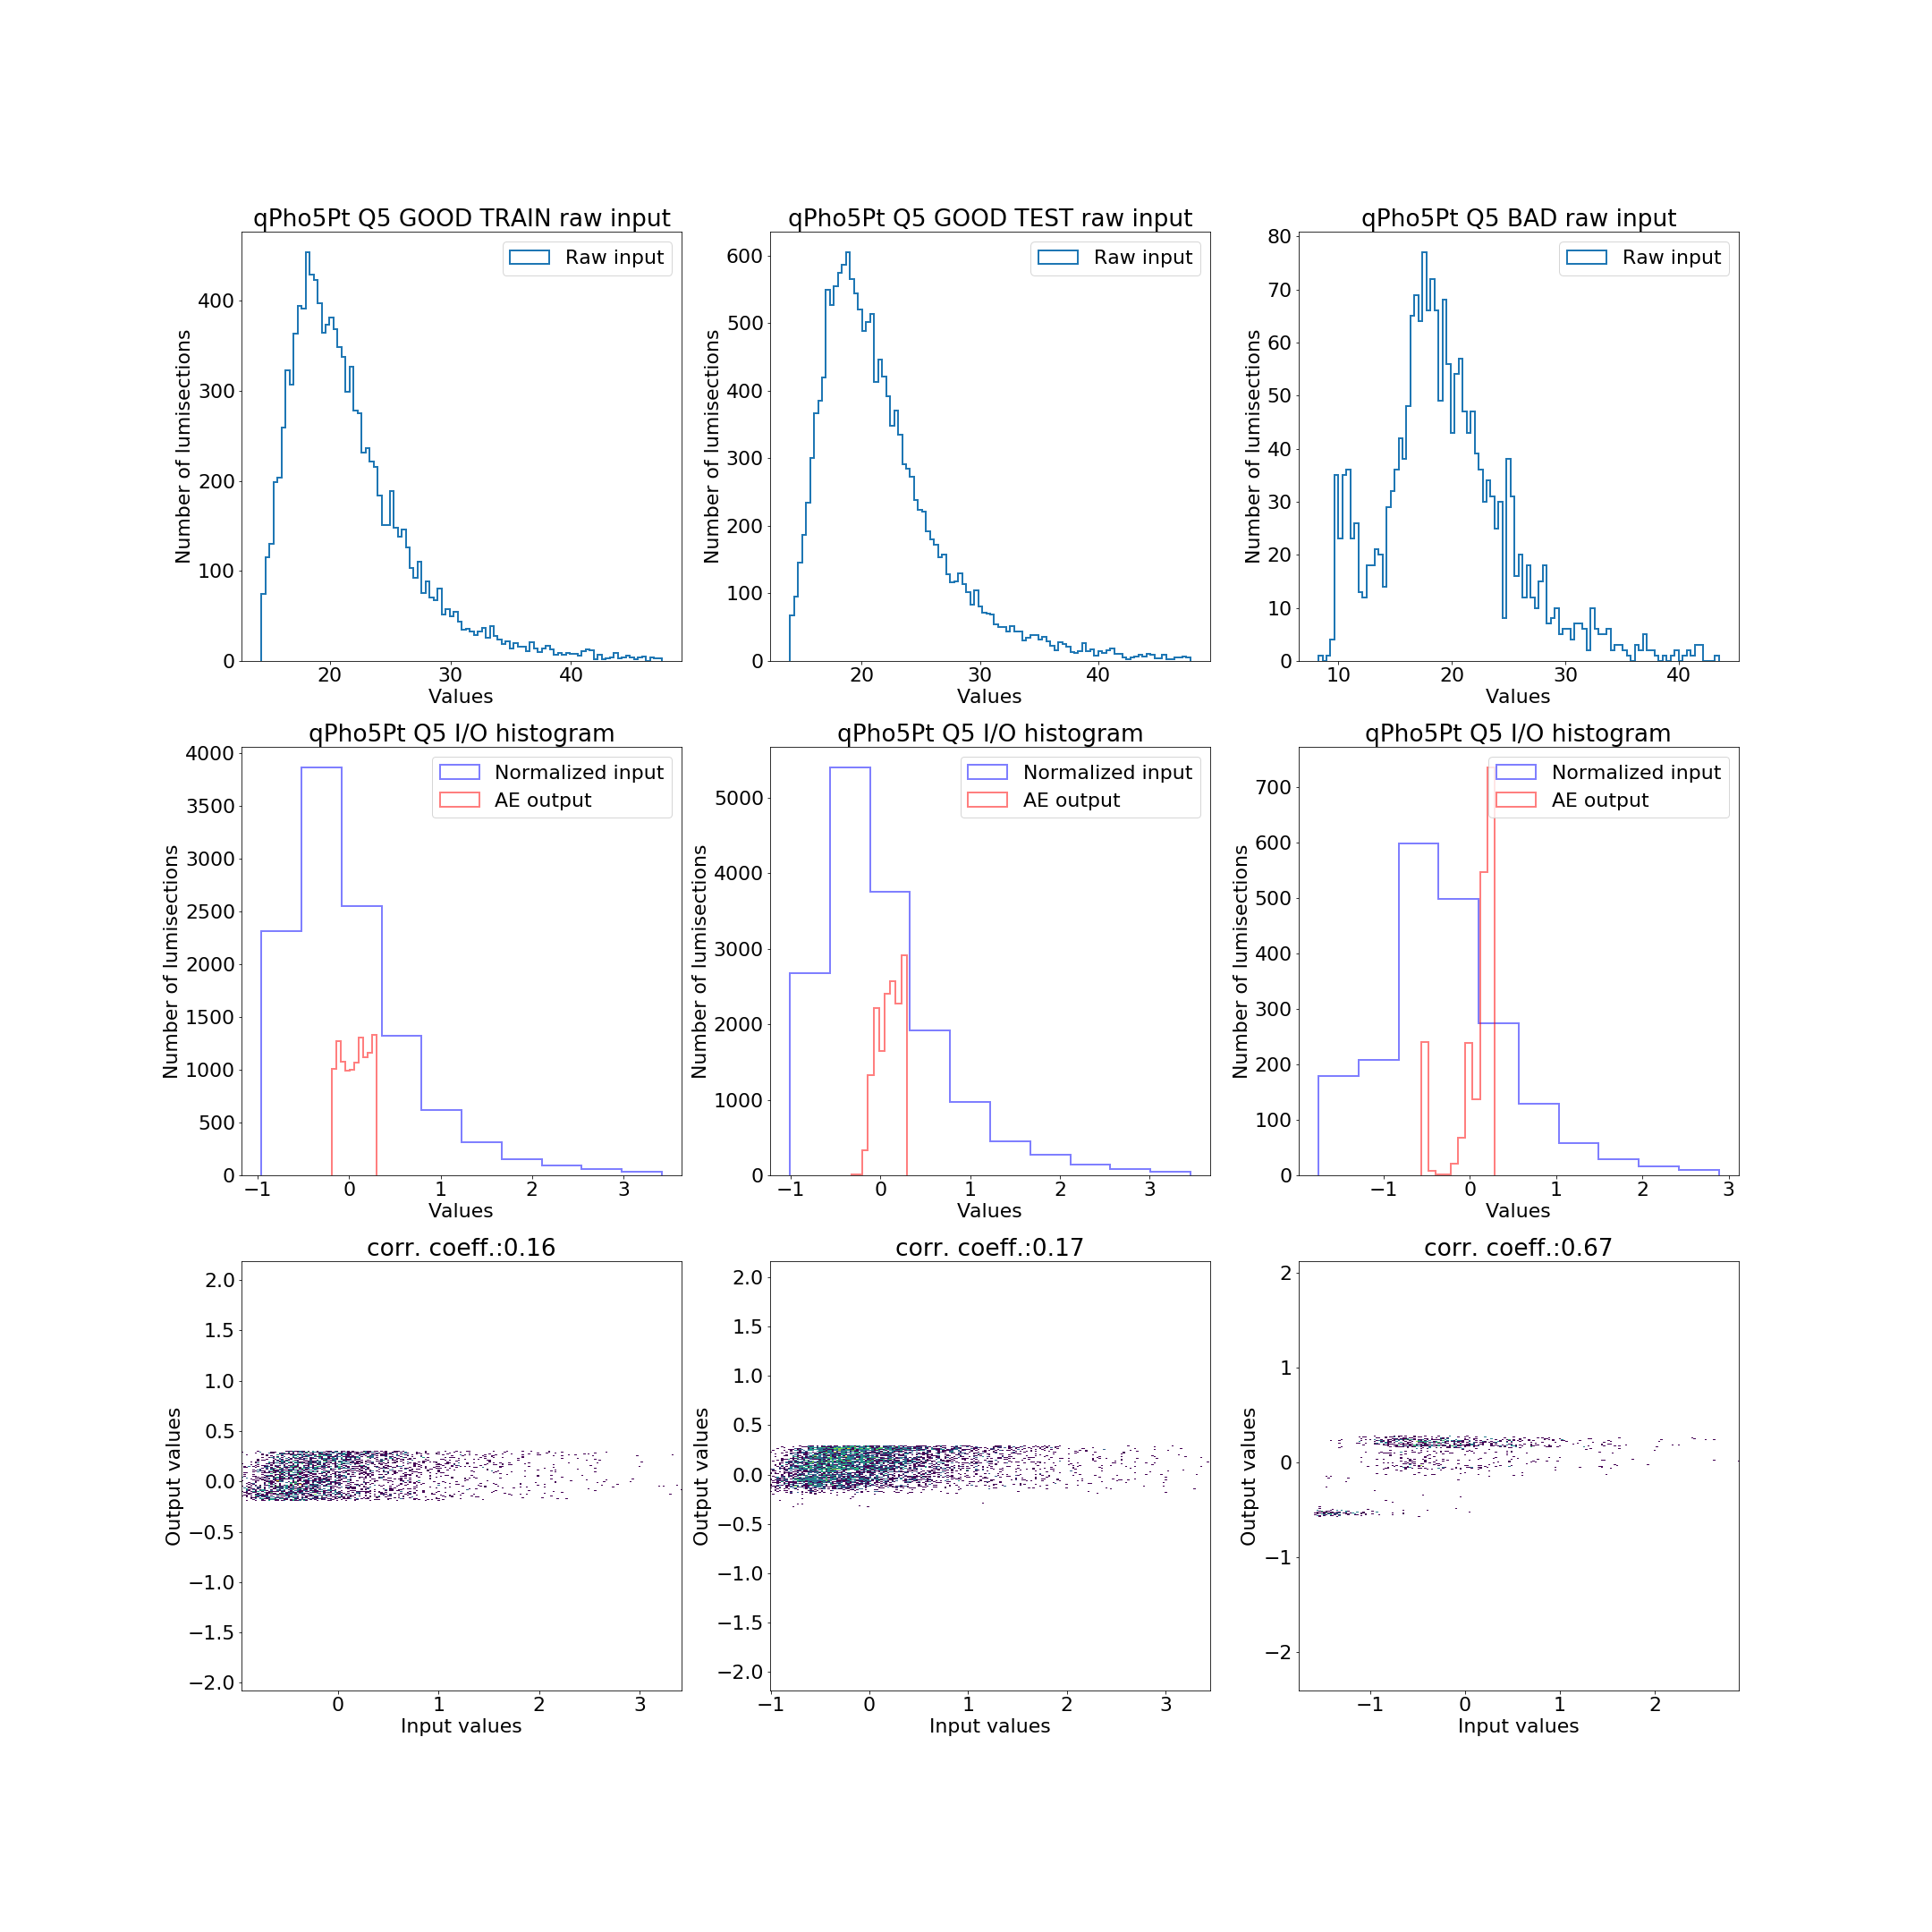 qPho5Pt Q5 GOOD TRAIN raw input
Raw input
Number of lumisections
0
100
200
300
400
20
30
40
Values
qPho5Pt Q5 GOOD TEST raw input
Raw input
Number of lumisections
0
100
200
300
400
500
600
20
30
40
Values
qPho5Pt Q5 BAD raw input
Raw input
Number of lumisections
0
10
20
30
40
50
60
70
80
10
20
30
40
Values
qPho5Pt Q5 I/O histogram
Normalized input
AE output
Number of lumisections
0
500
1000
1500
2000
2500
3000
3500
4000
−1
0
1
2
3
Values
qPho5Pt Q5 I/O histogram
Normalized input
AE output
Number of lumisections
0
1000
2000
3000
4000
5000
−1
0
1
2
3
Values
qPho5Pt Q5 I/O histogram
Normalized input
AE output
Number of lumisections
0
100
200
300
400
500
600
700
−1
0
1
2
3
Values
corr. coeff.:0.16
Output values
2.0
1.5
1.0
0.5
0.0
−0.5
−1.0
−1.5
−2.0
0
1
2
3
Input values
corr. coeff.:0.17
Output values
2.0
1.5
1.0
0.5
0.0
−0.5
−1.0
−1.5
−2.0
−1
0
1
2
3
Input values
corr. coeff.:0.67
Output values
2
1
0
−1
−2
−1
0
1
2
Input values